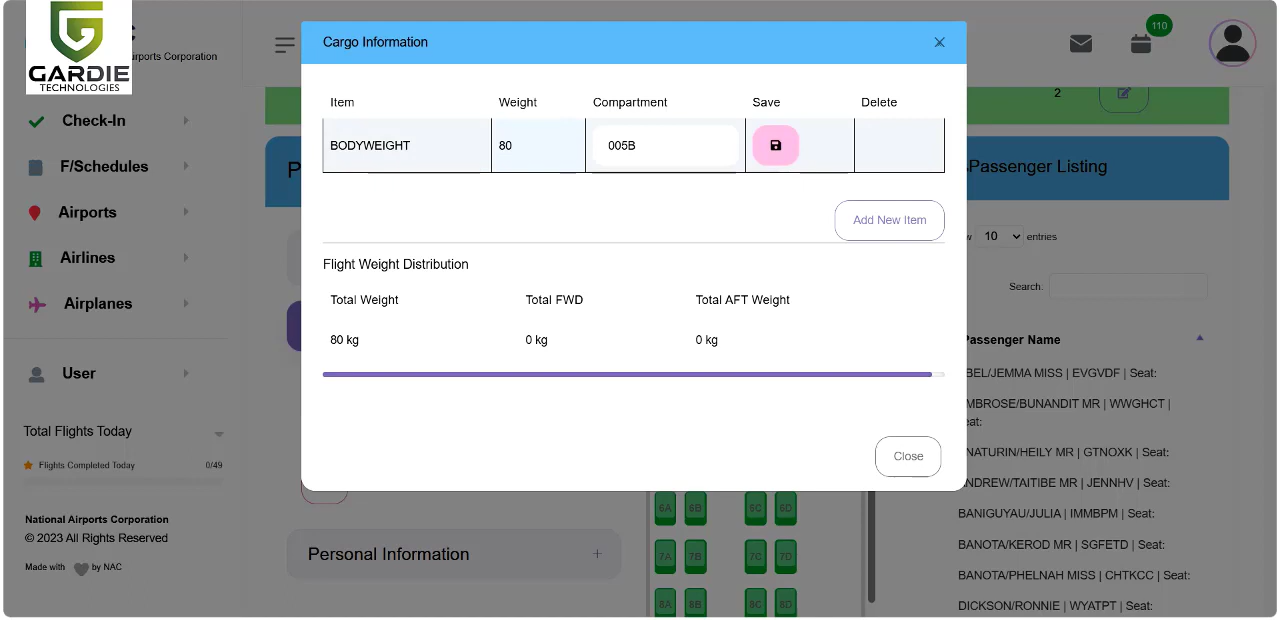 GARDIE
TECHNOLOGIES
irports Corporation
Check-In
F/Schedules
Airports
Airlines
Airplanes
User
Total Flights Today
Flights Completed Today 0/49
National Airports Corporation
© 2023 All Rights Reserved
Made with by NAC
Cargo Information
110
Item Weight Compartment Save Delete
BODYWEIGHT 80 005B
Add New Item
Flight Weight Distribution
Total Weight Total FWD Total AFT Weight
80 kg 0 kg 0 kg
Close
2
P
Passenger Listing
w 10 entries
Search:
Passenger Name
BEL/JEMMA MISS | EVGVDF | Seat:
MBROSE/BUNANDIT MR | WWGHCT |
eat:
NATURIN/HEILY MR | GTNOXK | Seat:
NDREW/TAITIBE MR | JENNHV | Seat:
BANIGUYAU/JULIA | IMMBPM | Seat:
BANOTA/KEROD MR | SGFETD | Seat:
BANOTA/PHELNAH MISS | CHTKCC | Seat:
DICKSON/RONNIE | WYATPT | Seat:
6A 6B 6C 6D
7A 7B 7C 7D
8A 8B 8C 8D
Personal Information